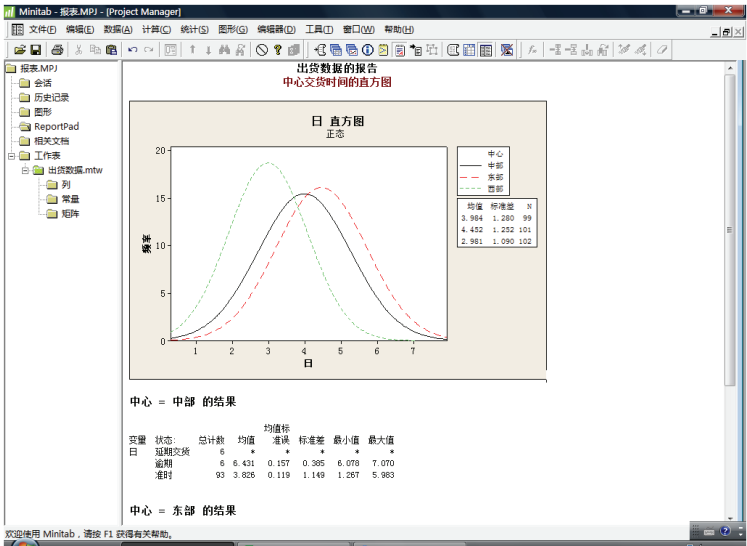 Minitab - 报表.MPJ - [Project Manager]
文件(F) 编辑(E) 数据(A) 计算(C) 统计(S) 图形(G) 编辑器(D) 工具(T) 窗口(W) 帮助(H)
报表.MPJ
会话
历史记录
图形
ReportPad
相关文档
工作表
出货数据.mtw
列
常量
矩阵
出货数据的报告
中心交货时间的直方图
日 直方图
正态
频率
20
15
10
5
0
1 2 3 4 5 6 7
日
中心
中部
东部
西部
均值 标准差 N
3.984 1.280 99
4.452 1.252 101
2.981 1.090 102
中心 = 中部 的结果
均值标
变量 状态: 总计数 均值 准误 标准差 最小值 最大值
日 延期交货 6 * * * * *
逾期 6 6.431 0.157 0.385 6.078 7.070
准时 93 3.826 0.119 1.149 1.267 5.983
中心 = 东部 的结果
欢迎使用 Minitab，请按 F1 获得有关帮助。